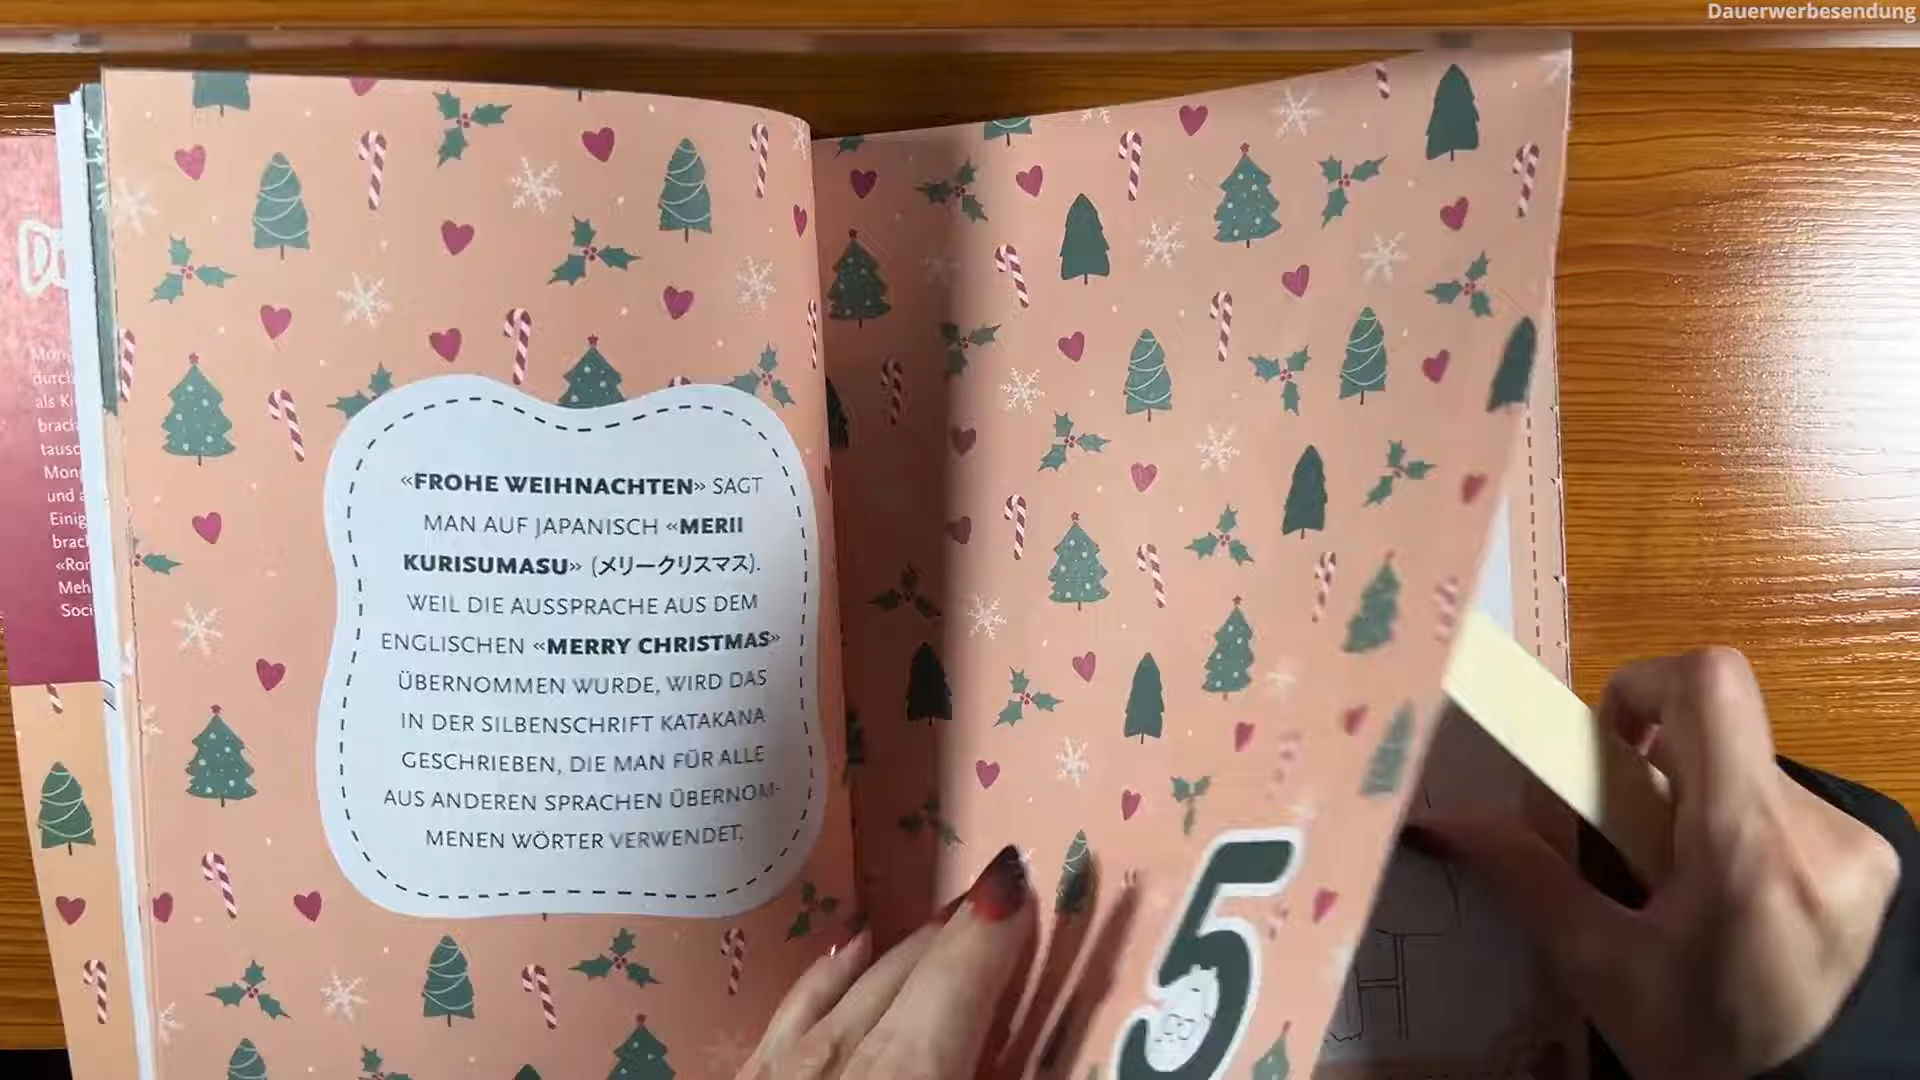 Dauerwerbesendung
«FROHE WEIHNACHTEN» SAGT
MAN AUF JAPANISCH «MERII
KURISUMASU» (メリークリスマス).
WEIL DIE AUSSPRACHE AUS DEM
ENGLISCHEN «MERRY CHRISTMAS»
ÜBERNOMMEN WURDE, WIRD DAS
IN DER SILBENSCHRIFT KATAKANA
GESCHRIEBEN, DIE MAN FÜR ALLE
AUS ANDEREN SPRACHEN ÜBERNOM-
MENEN WÖRTER VERWENDET.
5